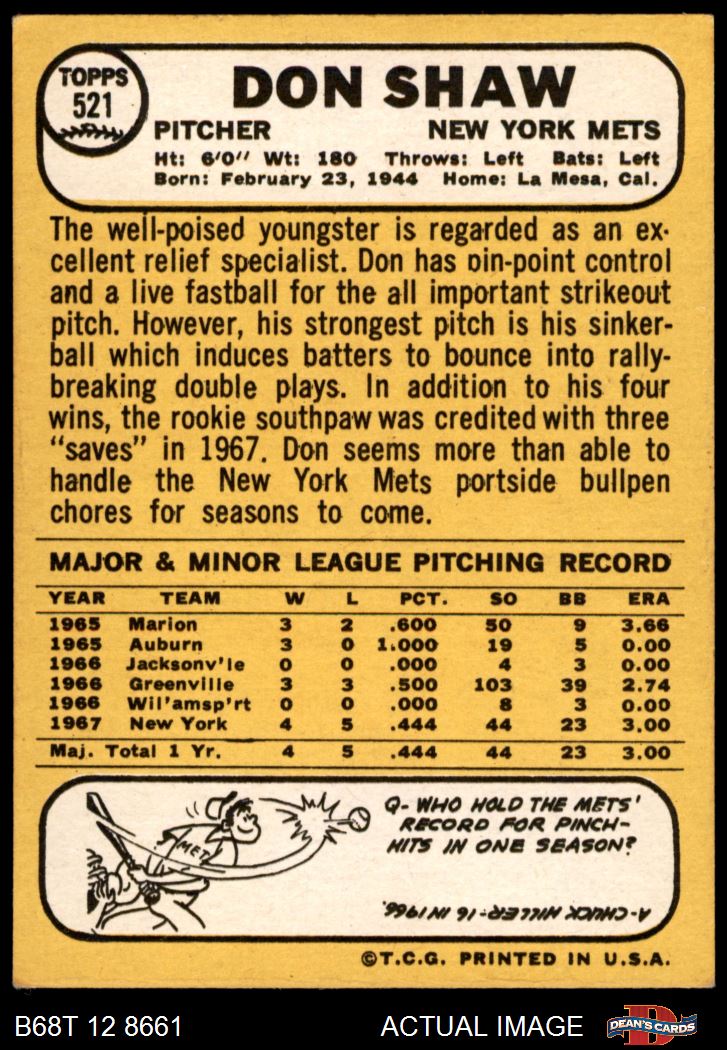 TOPPS
521
DON SHAW
PITCHER NEW YORK METS
Ht: 6'0" Wt: 180 Throws: Left Bats: Left
Born: February 23, 1944 Home: La Mesa, Cal.
The well-poised youngster is regarded as an ex-
cellent relief specialist. Don has pin-point control
and a live fastball for the all important strikeout
pitch. However, his strongest pitch is his sinker-
ball which induces batters to bounce into rally-
breaking double plays. In addition to his four
wins, the rookie southpaw was credited with three
"saves" in 1967. Don seems more than able to
handle the New York Mets portside bullpen
chores for seasons to come.
MAJOR & MINOR LEAGUE PITCHING RECORD
YEAR TEAM W L PCT. SO BB ERA
1965 Marion 3 2 .600 50 9 3.66
1965 Auburn 3 0 1.000 19 5 0.00
1966 Jacksonv'le 0 0 .000 4 3 0.00
1966 Greenville 3 3 .500 103 39 2.74
1966 Wil'amsp'rt 0 0 .000 8 3 0.00
1967 New York 4 5 .444 44 23 3.00
Maj. Total 1 Yr. 4 5 .444 44 23 3.00
METS
Q- WHO HOLD THE METS'
RECORD FOR PINCH-
HITS IN ONE SEASON?
A-CHUCK HILLER-16 IN 1966.
©T.C.G. PRINTED IN U.S.A.
B68T 12 8661 ACTUAL IMAGE
D
DEAN'S CARDS